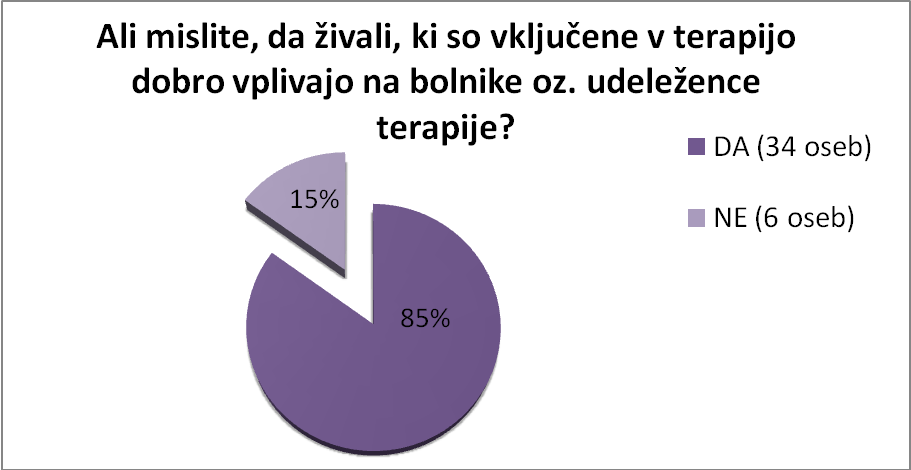 Ali mislite, da živali, ki so vključene v terapijo
dobro vplivajo na bolnike oz. udeležence
terapije?
DA (34 oseb)
NE (6 oseb)
15%
85%